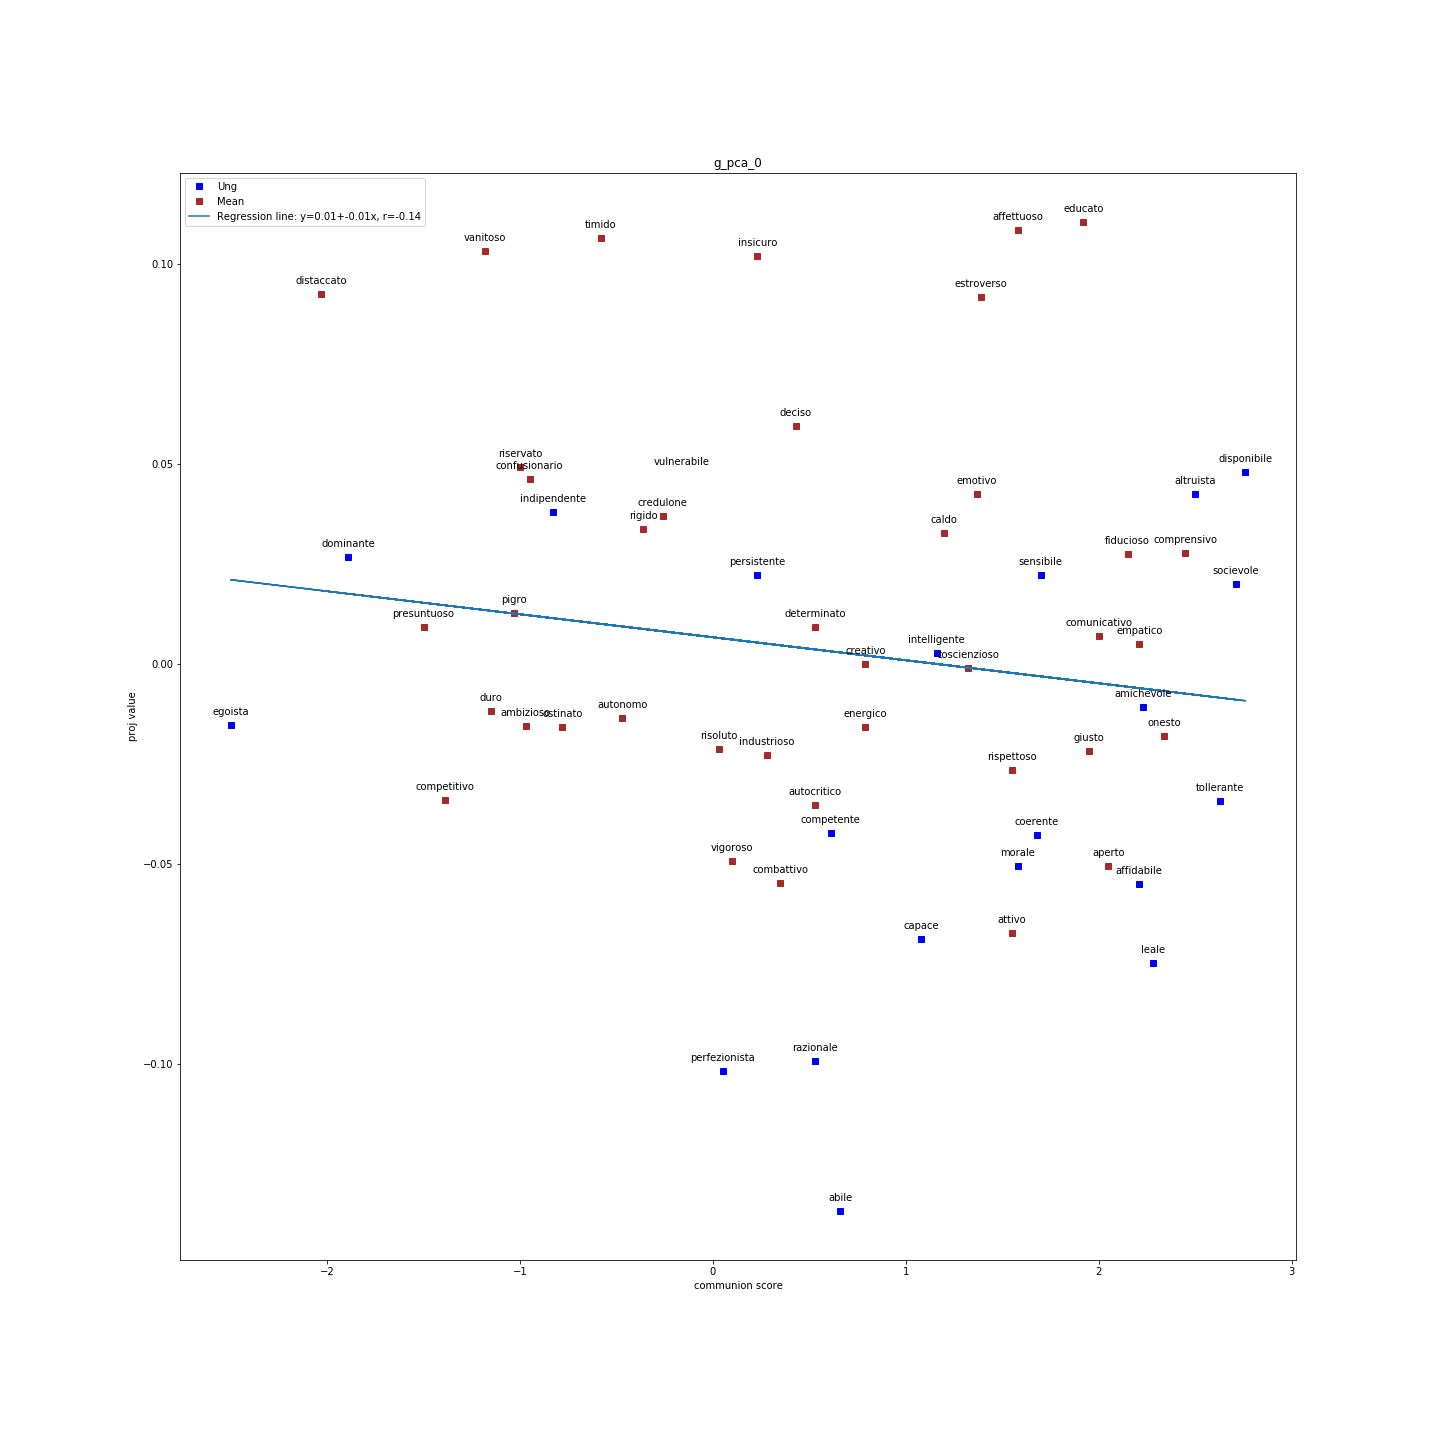 g_pca_0
Ung
Mean
Regression line: y=0.01+-0.01x, r=-0.14
educato
affettuoso
timido
vanitoso
insicuro
distaccato
estroverso
0.10
deciso
riservato
vulnerabile
disponibile
confusionario
0.05
altruista
emotivo
indipendente
credulone
rigido
caldo
dominante
fiducioso
comprensivo
persistente
sensibile
socievole
pigro
presuntuoso
determinato
comunicativo
empatico
intelligente
creativo
coscienzioso
0.00
duro
amichevole
egoista
ambizioso
ostinato
autonomo
energico
onesto
risoluto
industrioso
giusto
rispettoso
competitivo
autocritico
tollerante
competente
coerente
vigoroso
morale
aperto
−0.05
combattivo
affidabile
capace
attivo
leale
perfezionista
razionale
−0.10
abile
proj value
−2
−1
0
1
2
3
communion score